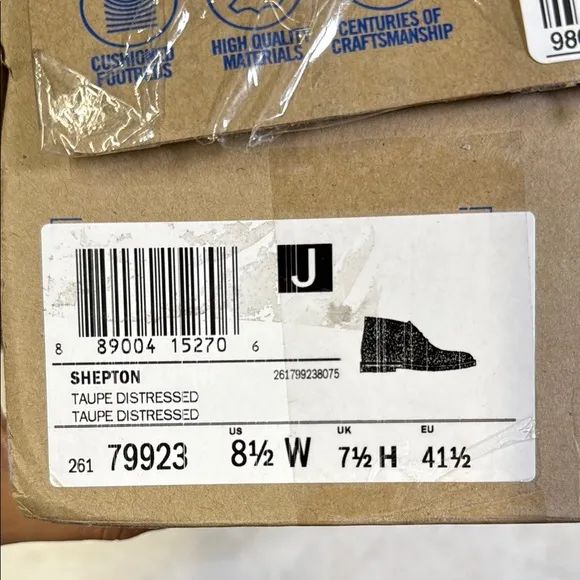 CUSHIONED
FOOTBEDS
HIGH QUALITY
MATERIALS
CENTURIES OF
CRAFTSMANSHIP
980
J
8 89004 15270 6
SHEPTON 261799238075
TAUPE DISTRESSED
TAUPE DISTRESSED
US UK EU
261 79923 8½ W 7½ H 41½